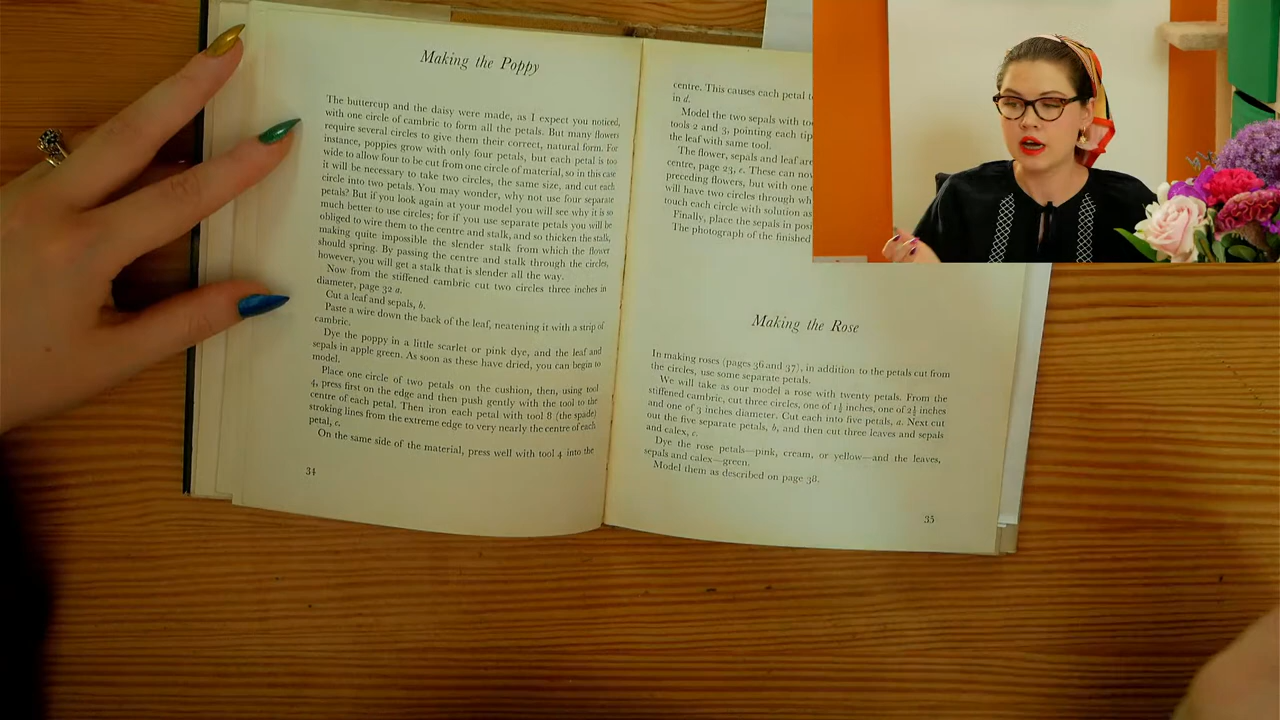 Making the Poppy
The buttercup and the daisy were made, as I expect you noticed,
with one circle of cambric to form all the petals. But many flowers
require several circles to give them their correct, natural form. For
instance, poppies grow with only four petals, but each petal is too
wide to allow four to be cut from one circle of material, so in this case
it will be necessary to take two circles, the same size, and cut each
circle into two petals. You may wonder, why not use four separate
petals? But if you look again at your model you will see why it is so
much better to use circles; for if you use separate petals you will be
obliged to wire them to the centre and stalk, and so thicken the stalk,
making quite impossible the slender stalk from which the flower
should spring. By passing the centre and stalk through the circles,
however, you will get a stalk that is slender all the way.
Now from the stiffened cambric cut two circles three inches in
diameter, page 32 a.
Cut a leaf and sepals, b.
Paste a wire down the back of the leaf, neatening it with a strip of
cambric.
Dye the poppy in a little scarlet or pink dye, and the leaf and
sepals in apple green. As soon as these have dried, you can begin to
model.
Place one circle of two petals on the cushion, then, using tool
4, press first on the edge and then push gently with the tool to the
centre of each petal. Then iron each petal with tool 8 (the spade)
stroking lines from the extreme edge to very nearly the centre of each
petal, c.
On the same side of the material, press well with tool 4 into the
34
centre. This causes each petal
in d.
Model the two sepals with
tools 2 and 3, pointing each tip
the leaf with same tool.
The flower, sepals and leaf are
centre, page 23, e. These can now
preceding flowers, but with one
will have two circles through
touch each circle with solution as
Finally, place the sepals in
The photograph of the finished
Making the Rose
In making roses (pages 36 and 37), in addition to the petals cut from
the circles, use some separate petals.
We will take as our model a rose with twenty petals. From the
stiffened cambric, cut three circles, one of 1½ inches, one of 2½ inches
and one of 3 inches diameter. Cut each into five petals, a. Next cut
out the five separate petals, b, and then cut three leaves and sepals
and calex, c.
Dye the rose petals—pink, cream, or yellow—and the leaves,
sepals and calex—green.
Model them as described on page 38.
35